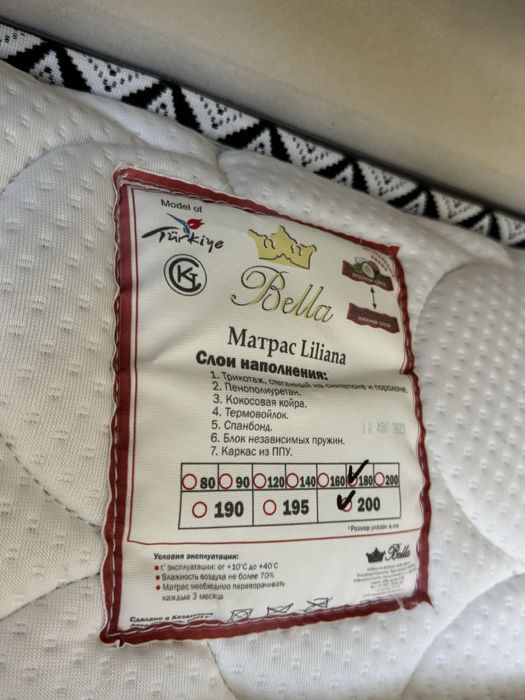 Model of
Türkiye
Bella
Матрас Liliana
Слои наполнения:
1. Трикотаж, стеганный на синтепоне и поролоне.
2. Пенополиуретан.
3. Кокосовая койра.
4. Термовойлок.
5. Спанбонд.
6. Блок независимых пружин.
7. Каркас из ППУ.
80 90 120 140 160 180 200
190 195 200
*Размер указан в см
Условия эксплуатации:
• t° эксплуатации: от +10˚С до +40˚С
• Влажность воздуха не более 70%
• Матрас необходимо переворачивать
каждые 3 месяца
Bella
Сделано в